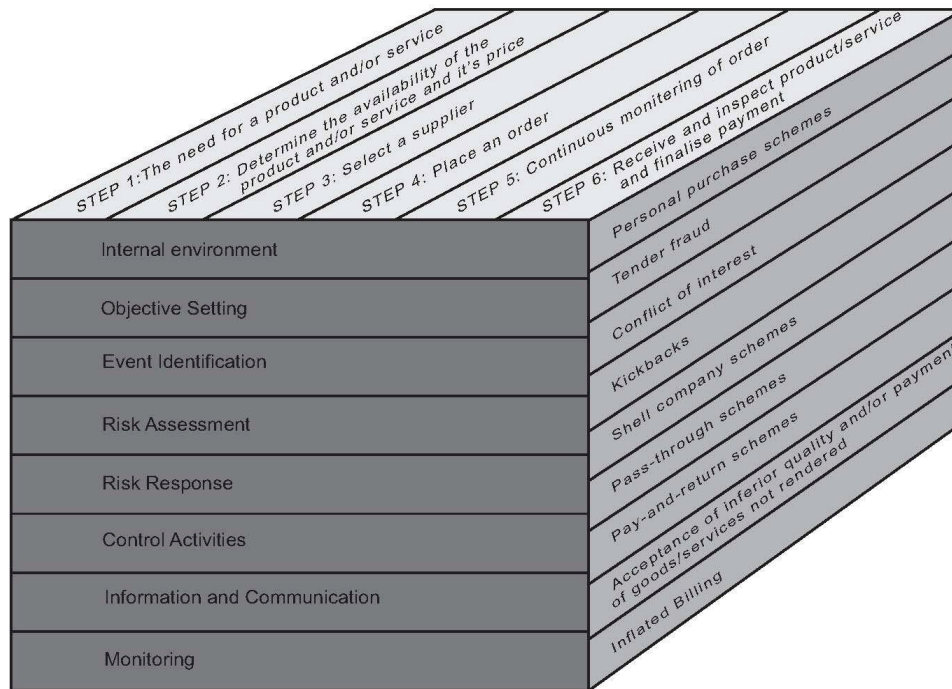 STEP 1:The need for a product and/or service
STEP 2: Determine the availability of the
product and/or service and it's price
STEP 3: Select a supplier
STEP 4: Place an order
STEP 5: Continuous monitering of order
STEP 6: Receive and inspect product/service
and finalise payment
Internal environment
Objective Setting
Event Identification
Risk Assessment
Risk Response
Control Activities
Information and Communication
Monitoring
Personal purchase schemes
Tender fraud
Conflict of interest
Kickbacks
Shell company schemes
Pass-through schemes
Pay-and-return schemes
Acceptance of inferior quality and/or payment
of goods/services not rendered
Inflated Billing